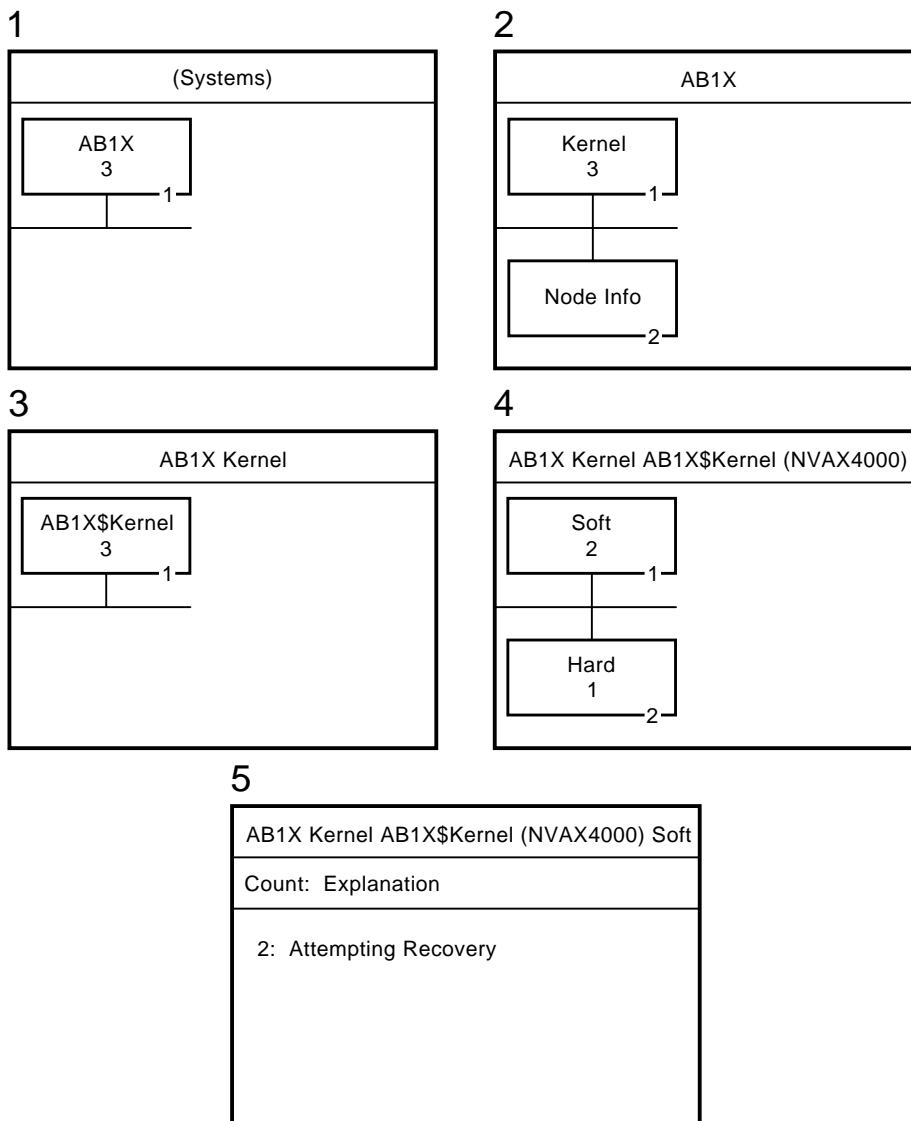 1
(Systems)
AB1X
3
1
2
AB1X
Kernel
3
1
Node Info
2
3
AB1X Kernel
AB1X$Kernel
3
1
4
AB1X Kernel AB1X$Kernel (NVAX4000)
Soft
2
1
Hard
1
2
5
AB1X Kernel AB1X$Kernel (NVAX4000) Soft
Count: Explanation
2: Attempting Recovery